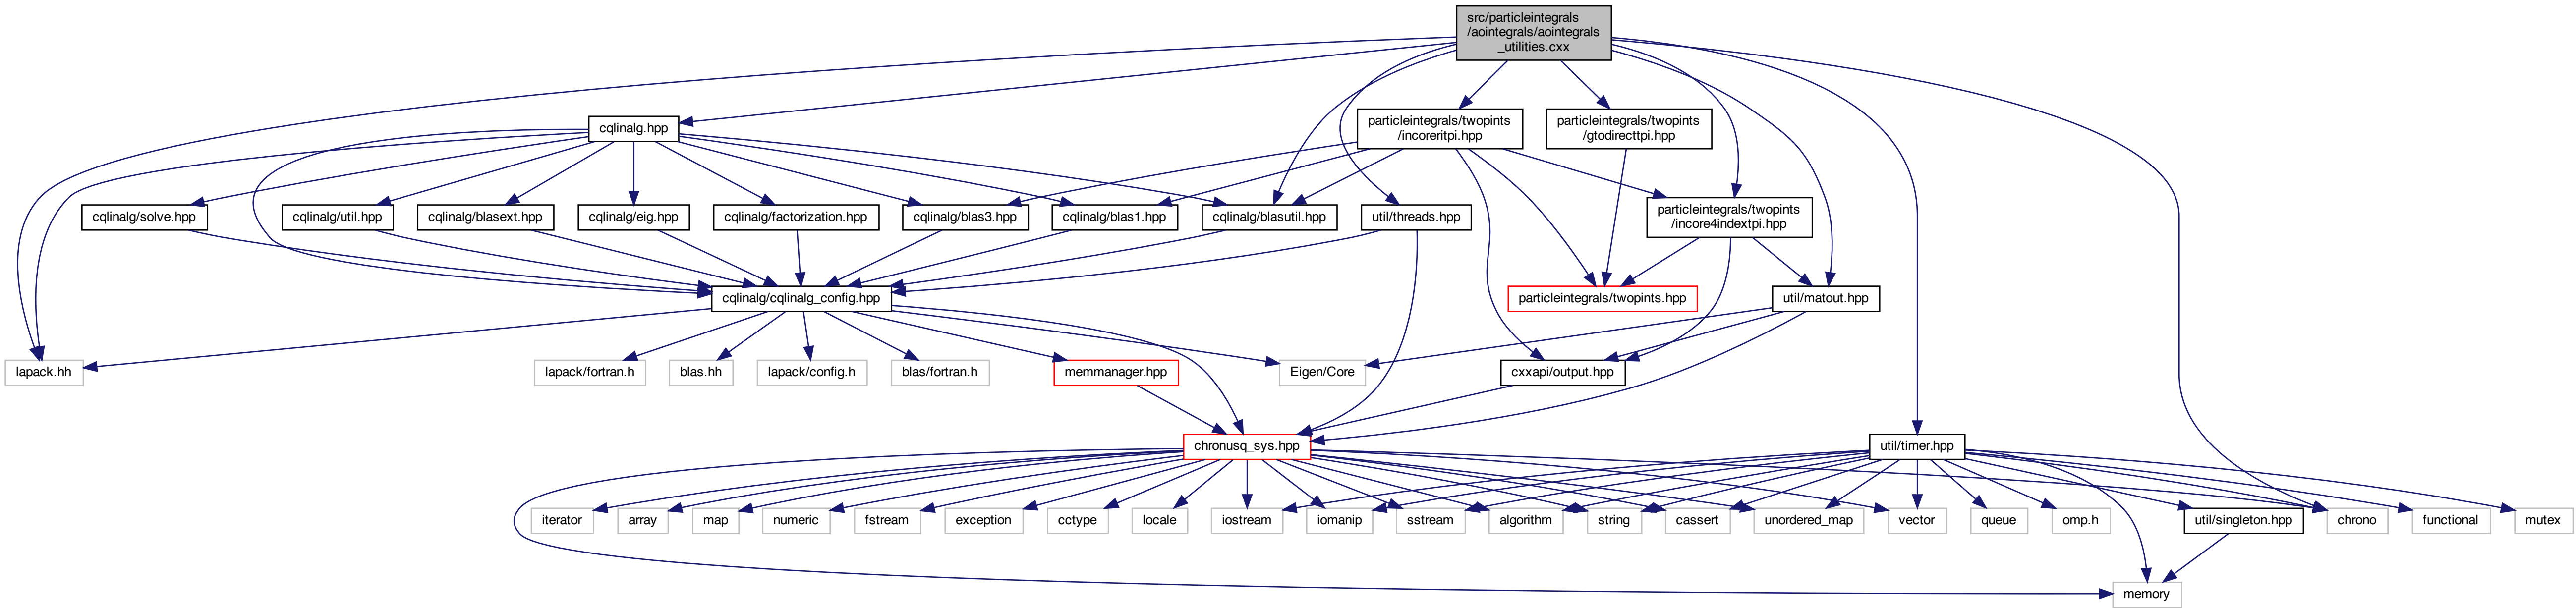 src/particleintegrals
/aointegrals/aointegrals
_utilities.cxx
cqlinalg.hpp
particleintegrals/twopints
/incoreritpi.hpp
particleintegrals/twopints
/gtodirecttpi.hpp
cqlinalg/solve.hpp
cqlinalg/util.hpp
cqlinalg/blasext.hpp
cqlinalg/eig.hpp
cqlinalg/factorization.hpp
cqlinalg/blas3.hpp
cqlinalg/blas1.hpp
cqlinalg/blasutil.hpp
util/threads.hpp
particleintegrals/twopints
/incore4indextpi.hpp
cqlinalg/cqlinalg_config.hpp
particleintegrals/twopints.hpp
util/matout.hpp
lapack.hh
lapack/fortran.h
blas.hh
lapack/config.h
blas/fortran.h
memmanager.hpp
Eigen/Core
cxxapi/output.hpp
chronusq_sys.hpp
util/timer.hpp
iterator
array
map
numeric
fstream
exception
cctype
locale
iostream
iomanip
sstream
algorithm
string
cassert
unordered_map
vector
queue
omp.h
util/singleton.hpp
chrono
functional
mutex
memory